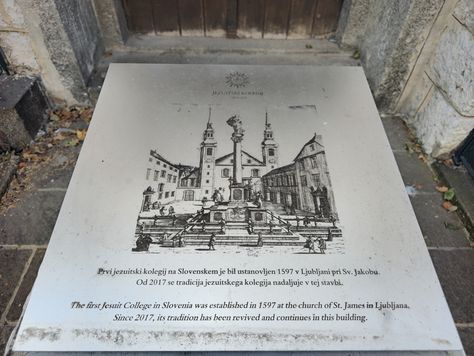 Prvi jezuitski kolegij na Slovenskem je bil ustanovljen 1597 v Ljubljani pri Sv. Jakobu.
Od 2017 se tradicija jezuitskega kolegija nadaljuje v tej stavbi.
The first Jesuit College in Slovenia was established in 1597 at the church of St. James in Ljubljana.
Since 2017, its tradition has been revived and continues in this building.